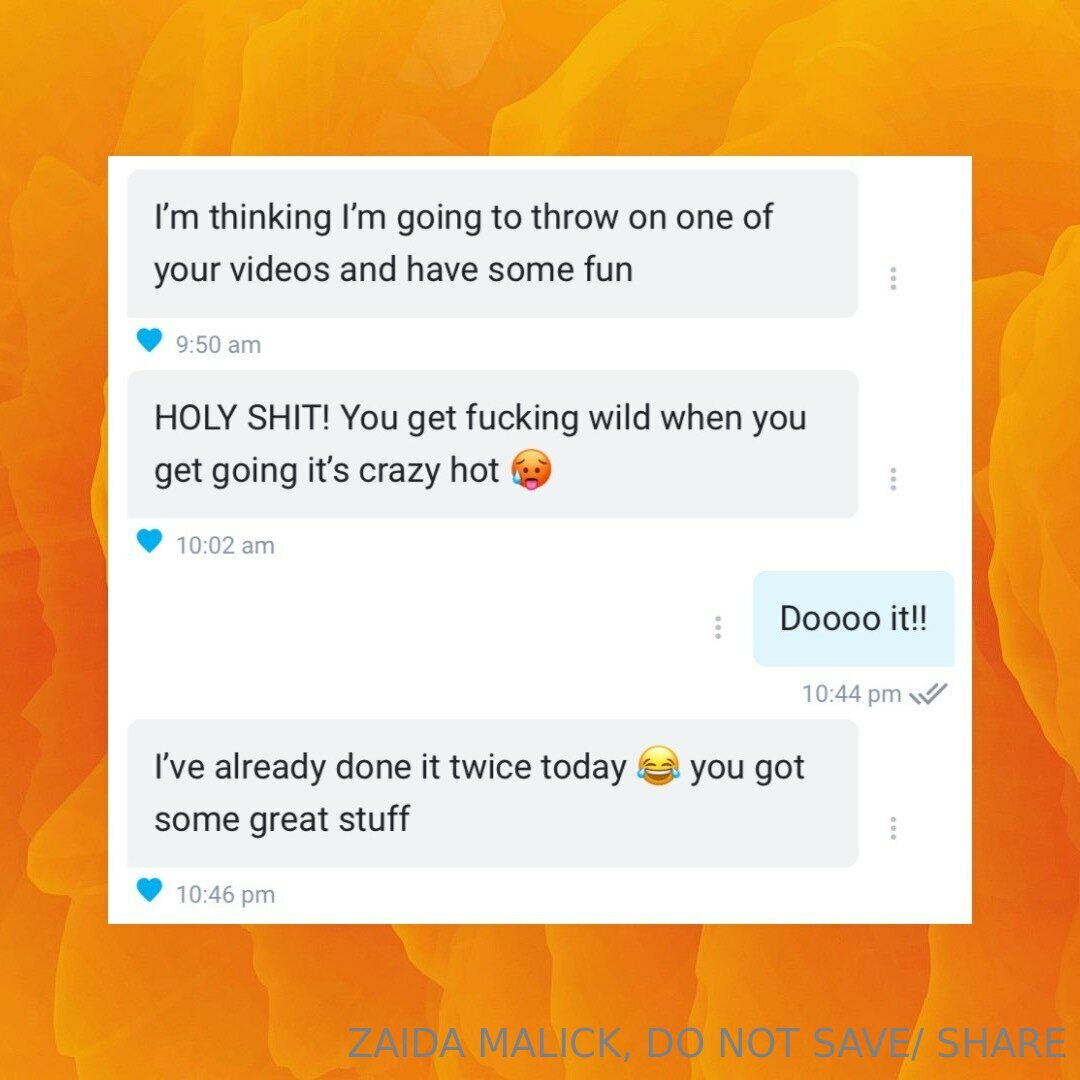 I’m thinking I’m going to throw on one of
your videos and have some fun
9:50 am
HOLY SHIT! You get fucking wild when you
get going it’s crazy hot 🥵
10:02 am
Doooo it!!
10:44 pm
I’ve already done it twice today 😂 you got
some great stuff
10:46 pm
ZAIDA MALICK, DO NOT SAVE/ SHARE